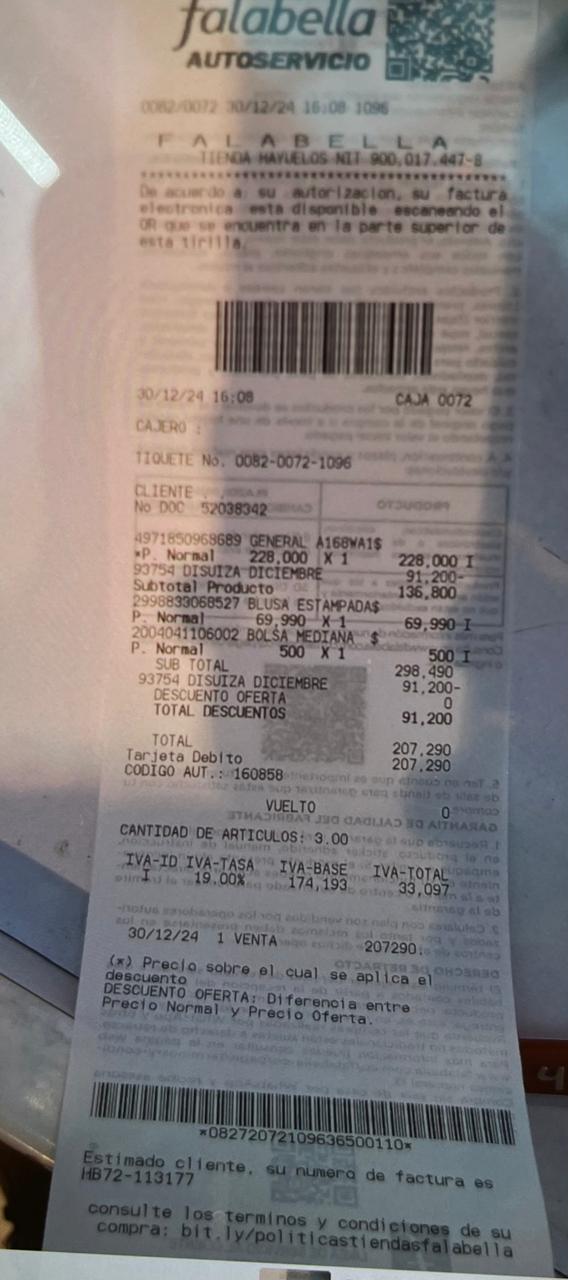 falabella
AUTOSERVICIO
0082/0072 30/12/24 16:08 1096
F A L A B E L L A
TIENDA HAYUELOS NIT 900.017.447-8
****************************************
De acuerdo a su autorizacion, su factura
electronica esta disponible escaneando el
QR que se encuentra en la parte superior de
esta tirilla.
30/12/24 16:08 CAJA 0072
CAJERO :
TIQUETE No. 0082-0072-1096
CLIENTE
No DOC 52038342
4971850968689 GENERAL A168WA1$
*P. Normal 228,000 X 1 228,000 I
93754 DISUIZA DICIEMBRE 91,200-
Subtotal Producto 136,800
2998833068527 BLUSA ESTAMPADA$
P. Normal 69,990 X 1 69,990 I
2004041106002 BOLSA MEDIANA $
P. Normal 500 X 1 500 I
SUB TOTAL 298,490
93754 DISUIZA DICIEMBRE 91,200-
DESCUENTO OFERTA 0
TOTAL DESCUENTOS 91,200
TOTAL 207,290
Tarjeta Debito 207,290
CODIGO AUT.: 160858
VUELTO 0
CANTIDAD DE ARTICULOS: 3.00
IVA-ID IVA-TASA IVA-BASE IVA-TOTAL
I 19.00% 174,193 33,097
30/12/24 1 VENTA 207290.
(*) Precio sobre el cual se aplica el
descuento
DESCUENTO OFERTA: Diferencia entre
Precio Normal y Precio Oferta.
*08272072109636500110*
Estimado cliente, su numero de factura es
HB72-113177
consulte los terminos y condiciones de su
compra: bit.ly/politicastiendasfalabella